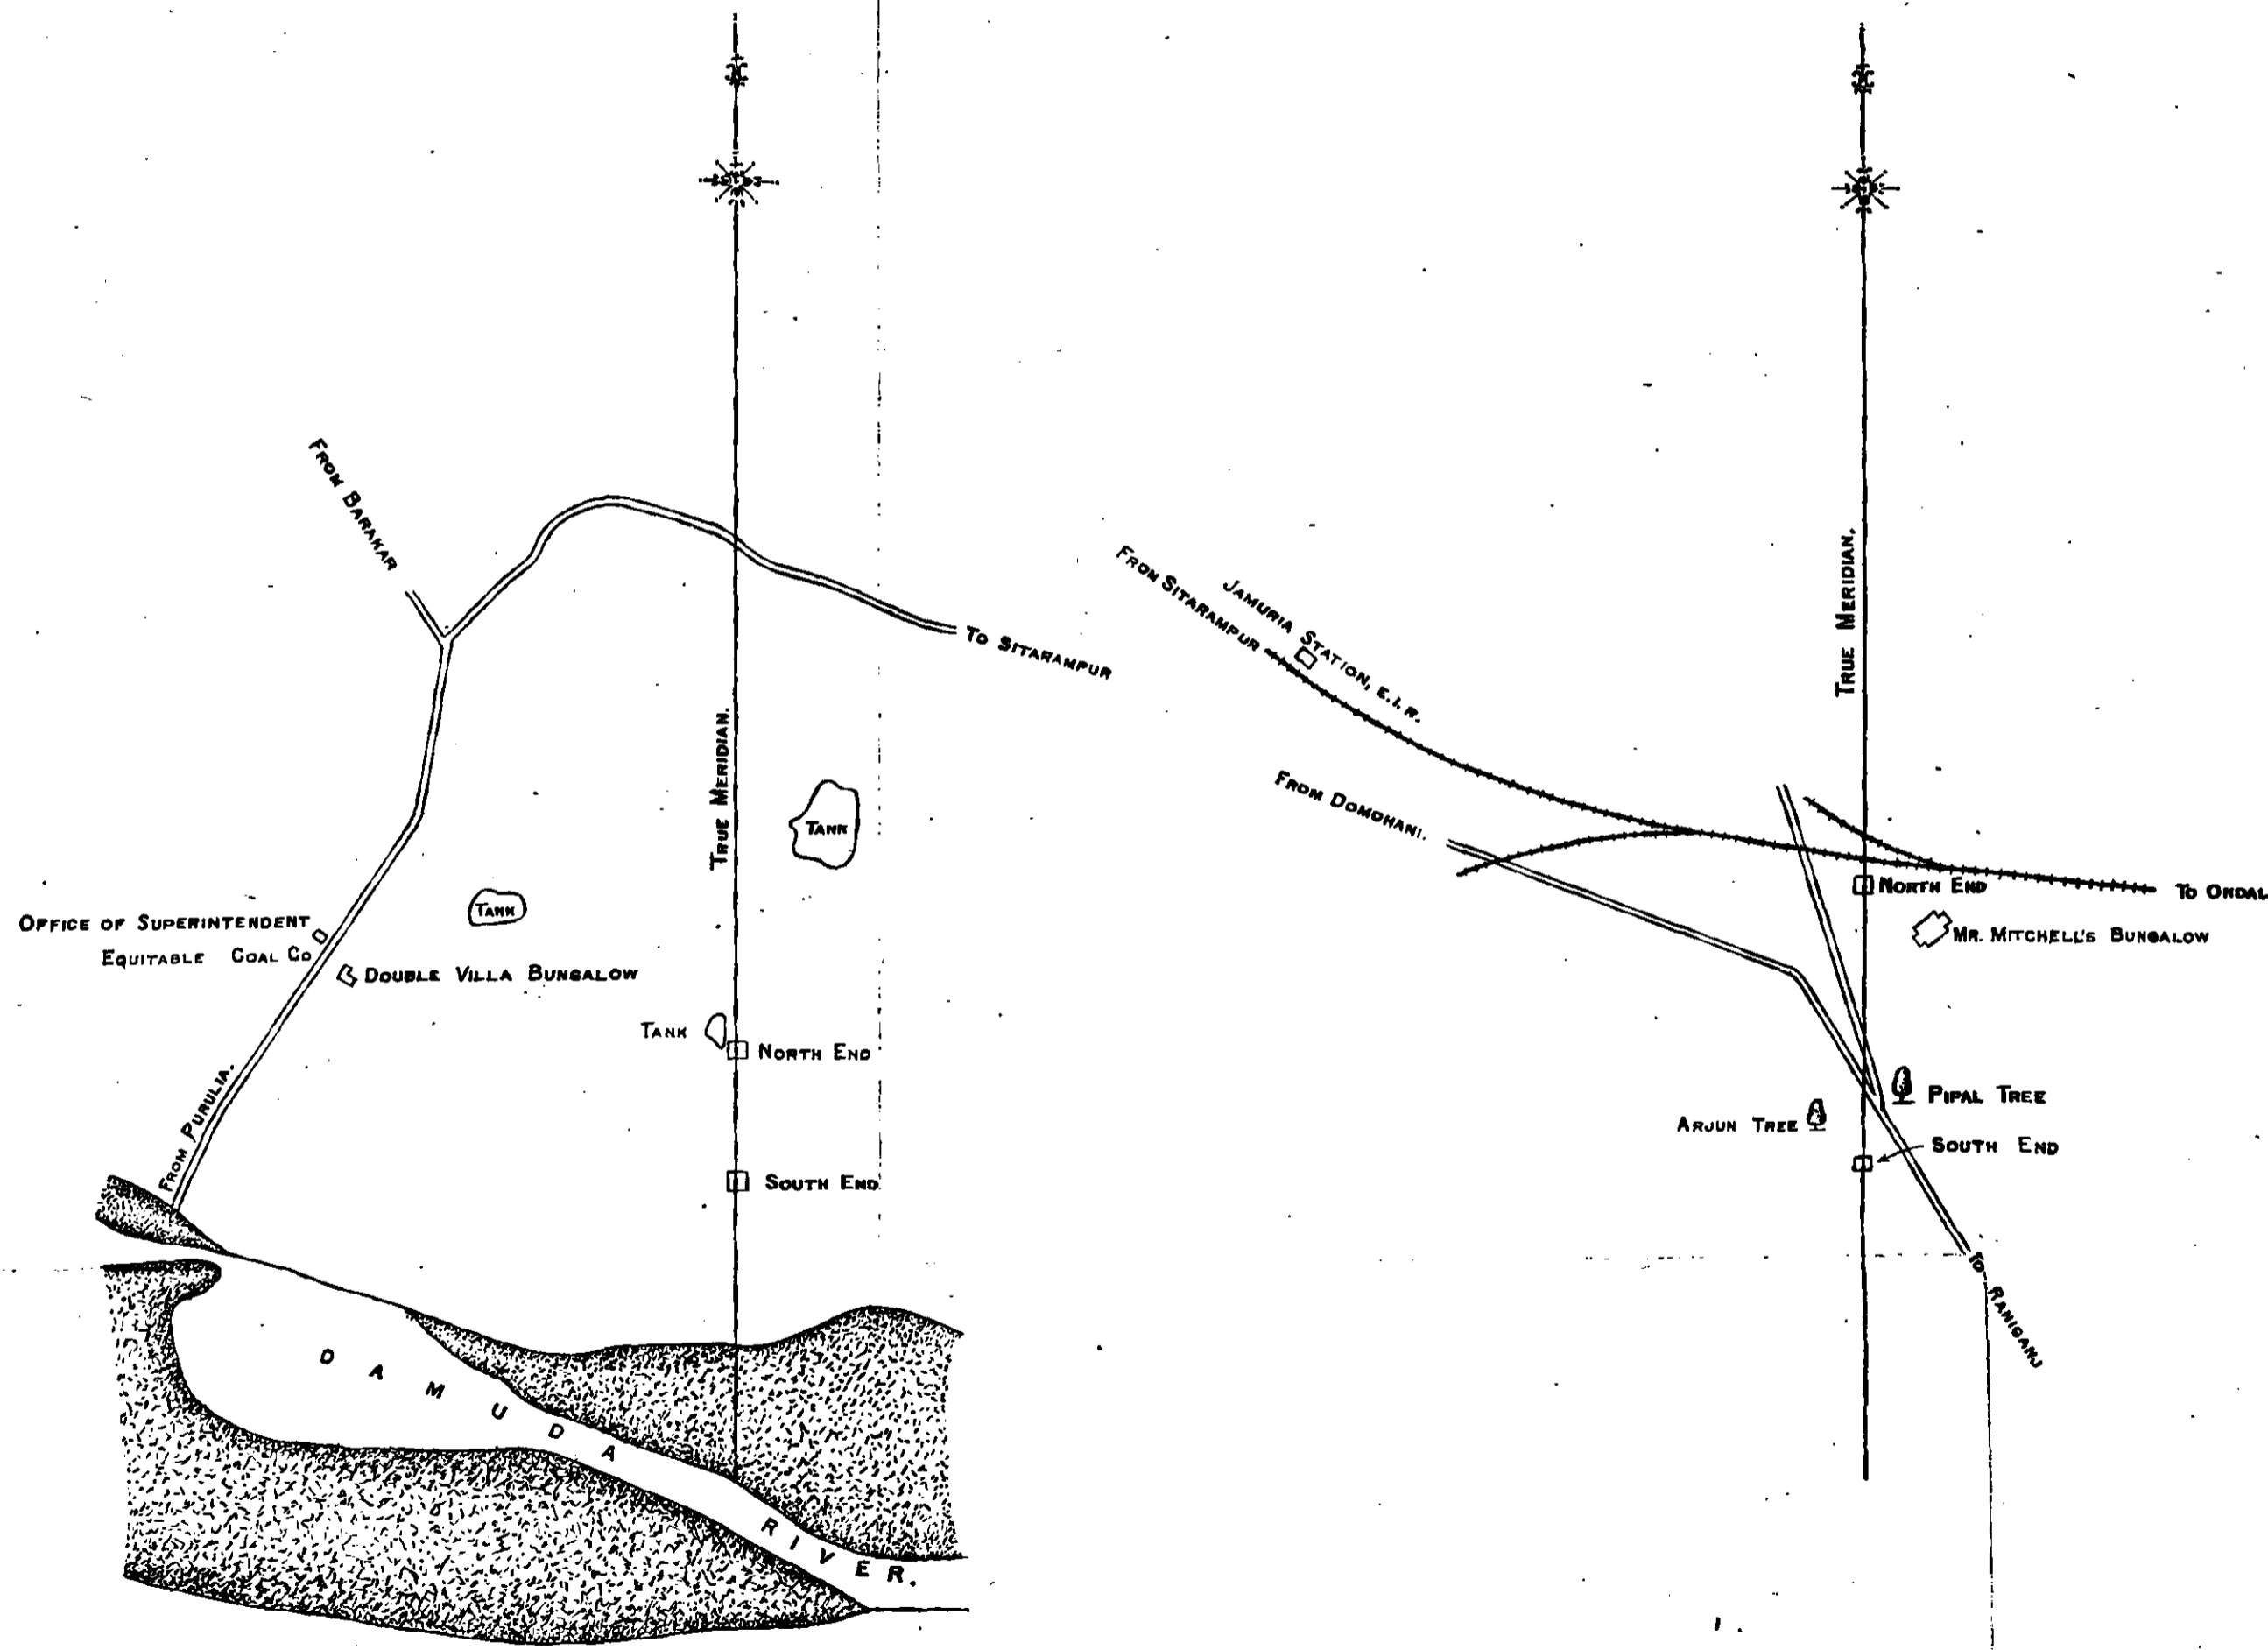 FROM BARAKAR
TO SITARAMPUR
TRUE MERIDIAN.
TANK
TANK
OFFICE OF SUPERINTENDENT
EQUITABLE COAL CO
DOUBLE VILLA BUNGALOW
TANK
NORTH END
FROM PURULIA.
SOUTH END
DAMUDA RIVER.
TRUE MERIDIAN.
JAMURIA STATION, E.I.R.
FROM SITARAMPUR
FROM DOMOHANI.
NORTH END
TO ONDAL
MR. MITCHELL'S BUNGALOW
PIPAL TREE
ARJUN TREE
SOUTH END
TO RANIGANJ